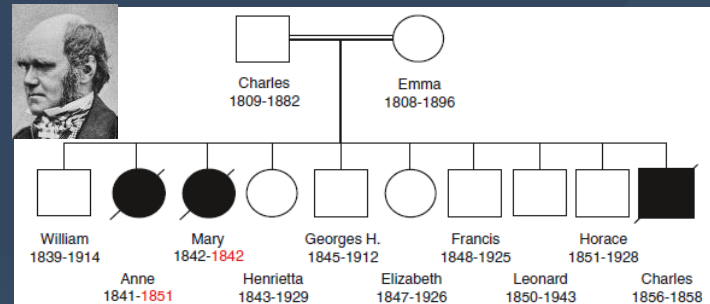 Charles
1809-1882
Emma
1808-1896
William
1839-1914
Mary
1842-1842
Georges H.
1845-1912
Francis
1848-1925
Horace
1851-1928
Anne
1841-1851
Henrietta
1843-1929
Elizabeth
1847-1926
Leonard
1850-1943
Charles
1856-1858